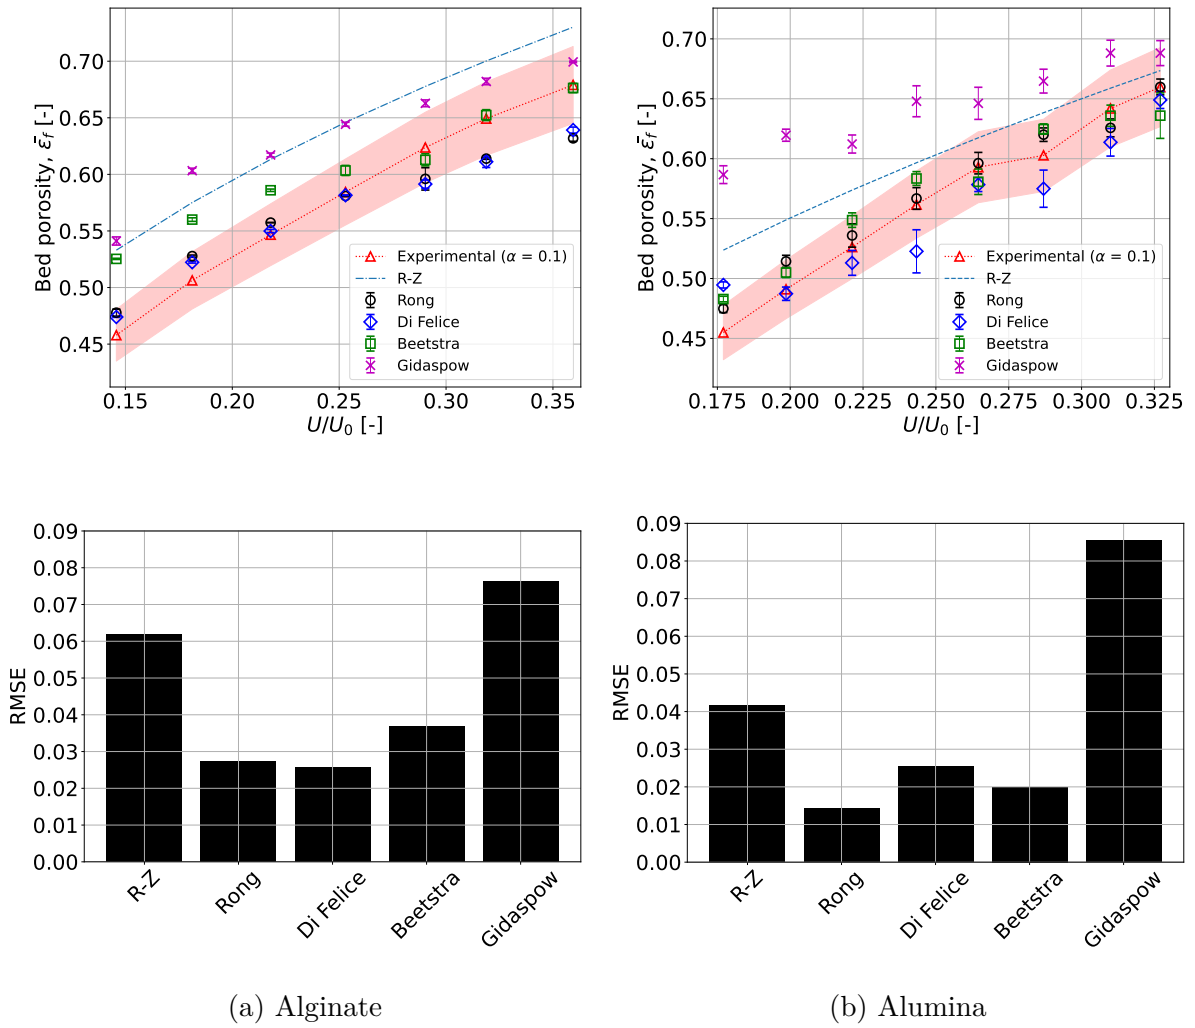 0.70
0.65
0.60
0.55
0.50
0.45
Bed porosity, ε̄_f [-]
0.15 0.20 0.25 0.30 0.35
U/U₀ [-]
Experimental (α = 0.1)
R-Z
Rong
Di Felice
Beetstra
Gidaspow
0.70
0.65
0.60
0.55
0.50
0.45
Bed porosity, ε̄_f [-]
0.175 0.200 0.225 0.250 0.275 0.300 0.325
U/U₀ [-]
Experimental (α = 0.1)
R-Z
Rong
Di Felice
Beetstra
Gidaspow
0.09
0.08
0.07
0.06
0.05
0.04
0.03
0.02
0.01
0.00
RMSE
R-Z Rong Di Felice Beetstra Gidaspow
0.09
0.08
0.07
0.06
0.05
0.04
0.03
0.02
0.01
0.00
RMSE
R-Z Rong Di Felice Beetstra Gidaspow
(a) Alginate
(b) Alumina